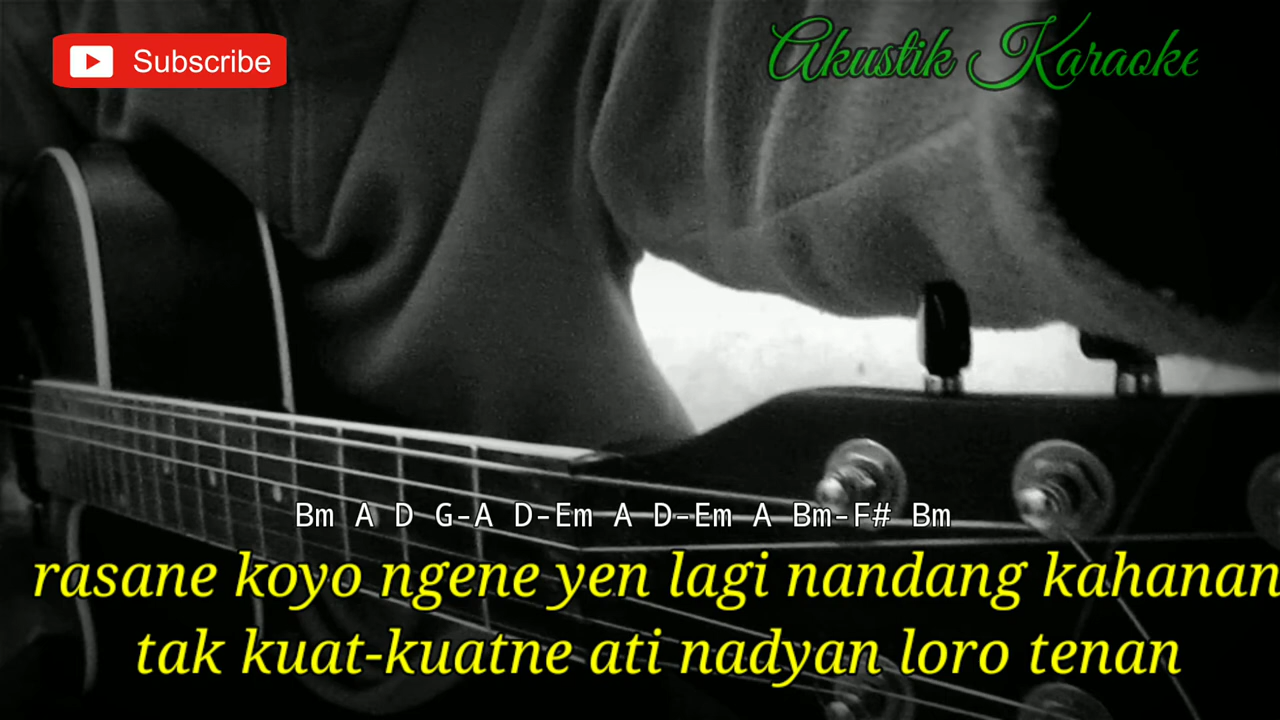 Subscribe
Akustik Karaoke
Bm A D G-A D-Em A D-Em A Bm-F# Bm
rasane koyo ngene yen lagi nandang kahanan
tak kuat-kuatne ati nadyan loro tenan